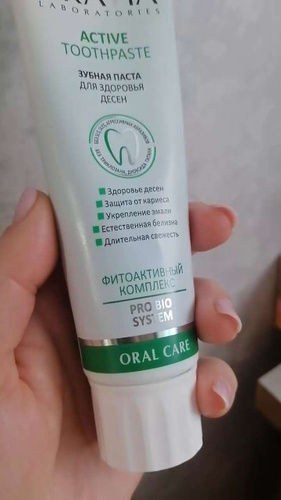 LABORATORIES
ACTIVE
TOOTHPASTE
ЗУБНАЯ ПАСТА
ДЛЯ ЗДОРОВЬЯ
ДЕСЕН
Здоровье десен
Защита от кариеса
Укрепление эмали
Естественная белизна
Длительная свежесть
ФИТОАКТИВНЫЙ
КОМПЛЕКС
PRO BIO
SYSTEM
ORAL CARE